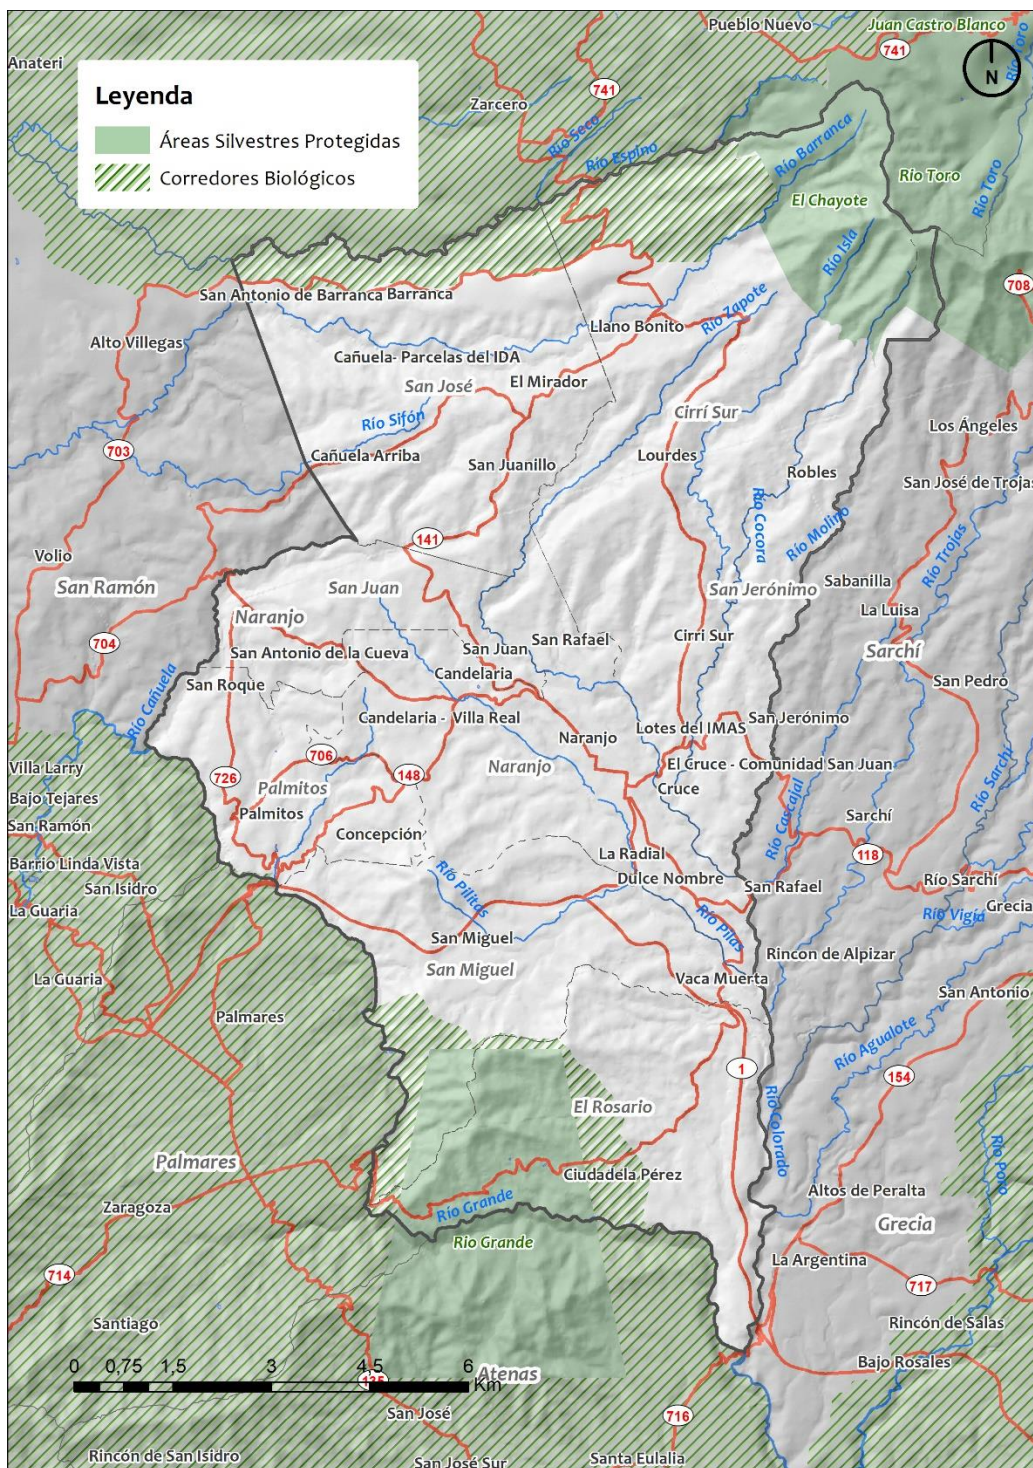 Pueblo Nuevo
Juan Castro Blanco
741
Río Toro
Anateri
Leyenda
Áreas Silvestres Protegidas
Corredores Biológicos
N
741
Zarcero
Río Seco
Río Espino
Río Barranca
El Chayote
Río Toro
Río Toro
Río Isla
708
San Antonio de Barranca
Barranca
Río Zapote
Llano Bonito
Alto Villegas
Cañuela- Parcelas del IDA
San José
El Mirador
Cirrí Sur
Río Sifón
Los Ángeles
703
Cañuela Arriba
San Juanillo
Lourdes
Robles
San José de Trojas
Río Cocora
Río Molino
141
Río Trojas
Volio
San Ramón
San Juan
Sabanilla
San Jerónimo
La Luisa
Naranjo
704
San Rafael
Cirri Sur
Sarchí
San Antonio de la Cueva
San Juan
Candelaria
San Pedro
San Roque
Río Cañuela
Candelaria - Villa Real
Lotes del IMAS
San Jerónimo
Naranjo
706
Río Sarchí
Villa Larry
726
148
Naranjo
El Cruce - Comunidad San Juan
Palmitos
Cruce
Bajo Tejares
Palmitos
Río Cascajal
Sarchí
San Ramón
Concepción
118
La Radial
Barrio Linda Vista
Dulce Nombre
Río Sarchí
San Isidro
San Rafael
Río Pilitas
La Guaria
Grecia
Río Vigía
Río Pilas
San Miguel
Rincon de Alpizar
San Miguel
La Guaria
Vaca Muerta
San Antonio
Palmares
Río Agualote
1
154
Río Colorado
El Rosario
Palmares
Río Poro
Ciudadela Pérez
Altos de Peralta
Zaragoza
Río Grande
Grecia
Río Grande
La Argentina
714
717
Santiago
Rincón de Salas
Bajo Rosales
0 0,75 1,5 3 4,5 6
Km
135
Atenas
San José
716
Rincón de San Isidro
San José Sur
Santa Eulalia